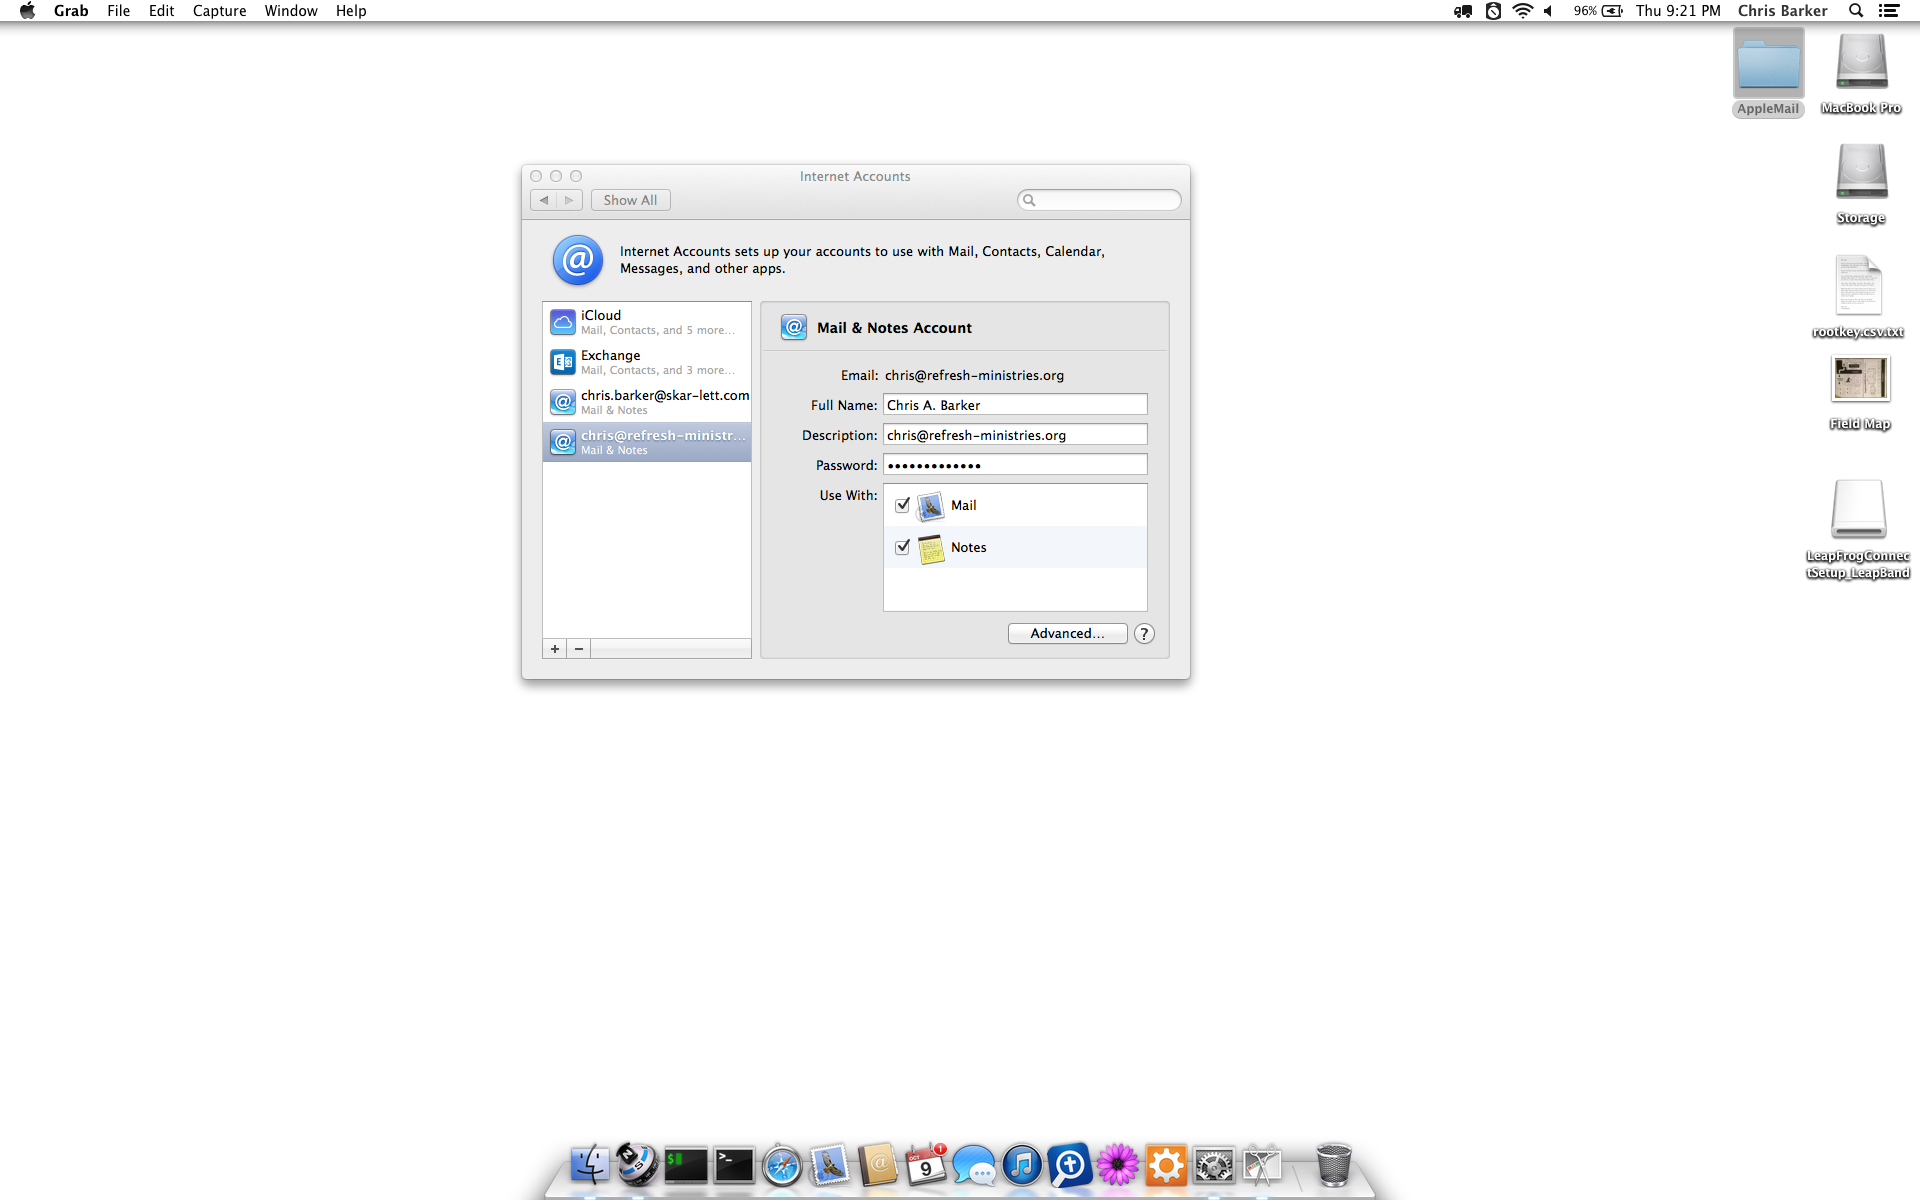 Grab File Edit Capture Window Help
96% Thu 9:21 PM Chris Barker
AppleMail
MacBook Pro
Storage
rootkey.csv.txt
Field Map
LeapFrogConnec
tSetup_LeapBand
Internet Accounts
Show All
Internet Accounts sets up your accounts to use with Mail, Contacts, Calendar,
Messages, and other apps.
iCloud
Mail, Contacts, and 5 more...
Exchange
Mail, Contacts, and 3 more...
chris.barker@skar-lett.com
Mail & Notes
chris@refresh-ministr...
Mail & Notes
+ −
Mail & Notes Account
Email: chris@refresh-ministries.org
Full Name: Chris A. Barker
Description: chris@refresh-ministries.org
Password: •••••••••••••
Use With:
Mail
Notes
Advanced... ?
OCT
9
1